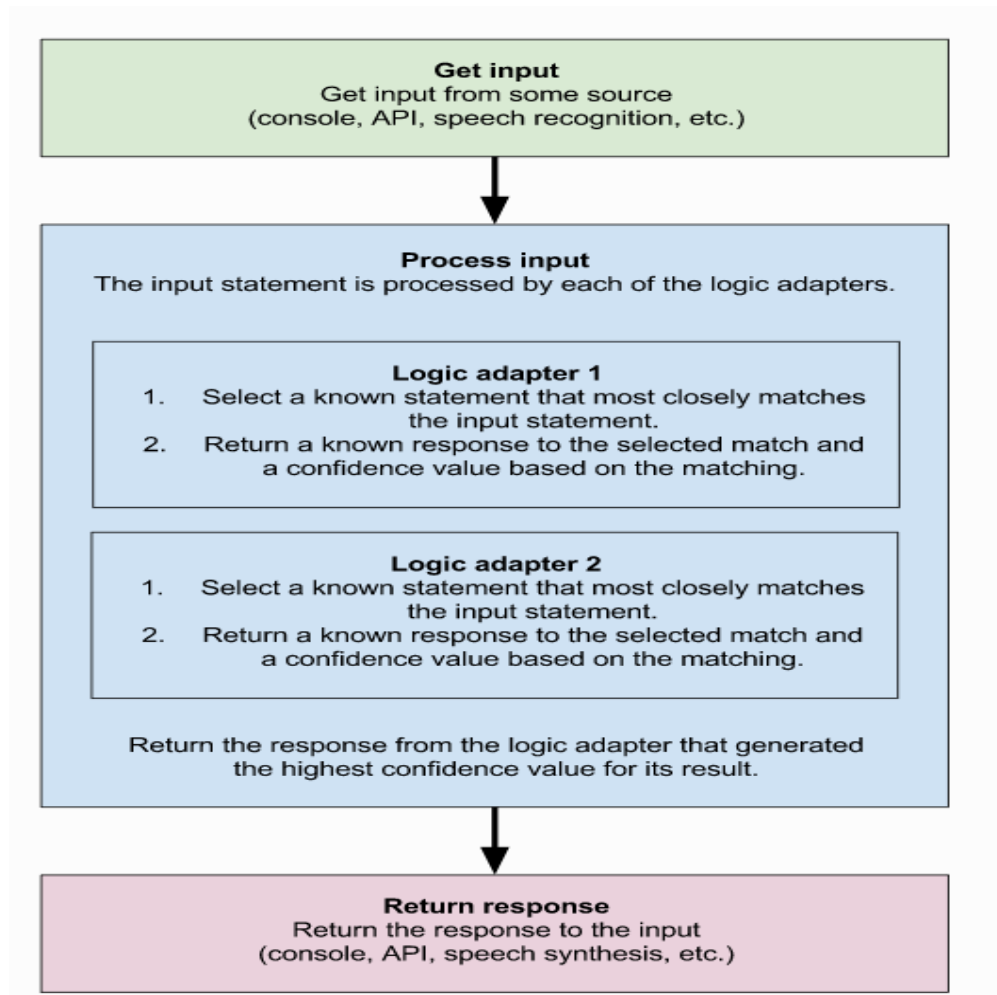 Get input
Get input from some source
(console, API, speech recognition, etc.)
Process input
The input statement is processed by each of the logic adapters.
Logic adapter 1
1. Select a known statement that most closely matches
the input statement.
2. Return a known response to the selected match and
a confidence value based on the matching.
Logic adapter 2
1. Select a known statement that most closely matches
the input statement.
2. Return a known response to the selected match and
a confidence value based on the matching.
Return the response from the logic adapter that generated
the highest confidence value for its result.
Return response
Return the response to the input
(console, API, speech synthesis, etc.)